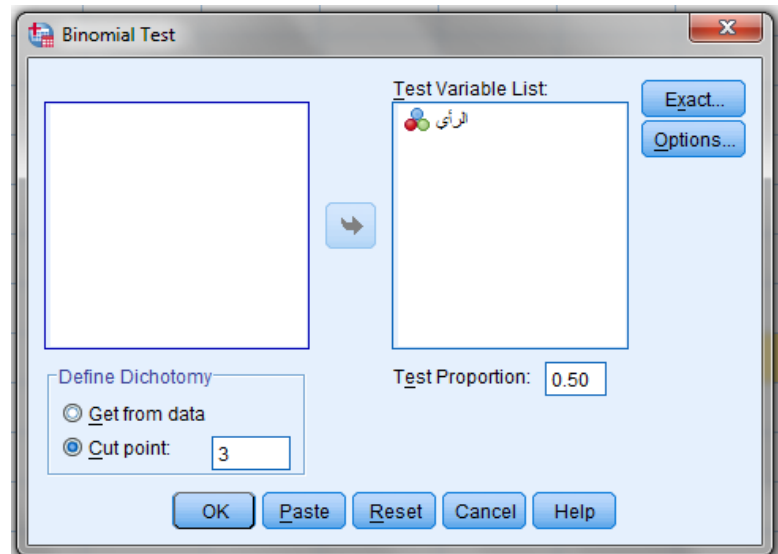 Binomial Test
Test Variable List:
الرأي
Exact...
Options...
Define Dichotomy
Get from data
Cut point: 3
Test Proportion: 0.50
OK Paste Reset Cancel Help